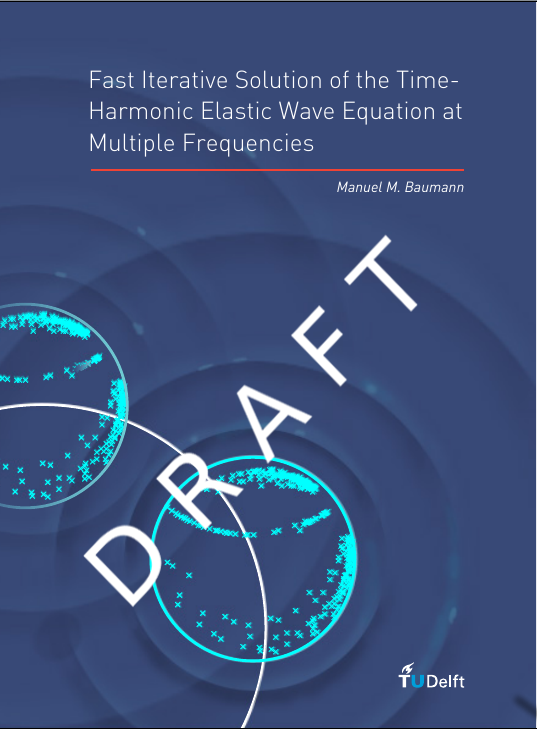 Fast Iterative Solution of the Time-
Harmonic Elastic Wave Equation at
Multiple Frequencies
Manuel M. Baumann
DRAFT
TUDelft